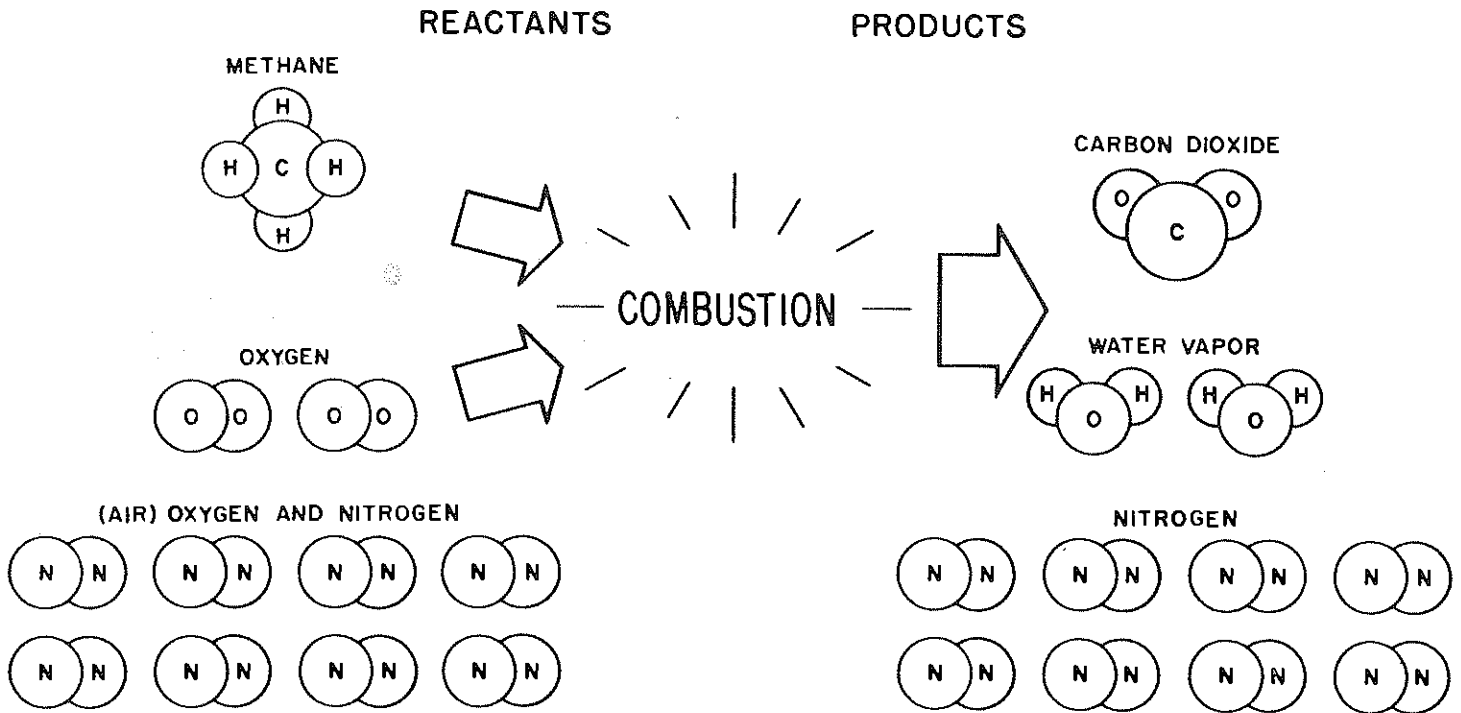 REACTANTS PRODUCTS
METHANE
H
H C H
H
CARBON DIOXIDE
O O
C
COMBUSTION
OXYGEN
O O O O
WATER VAPOR
H H H H
O O
(AIR) OXYGEN AND NITROGEN
N N N N N N N N
N N N N N N N N
NITROGEN
N N N N N N N N
N N N N N N N N